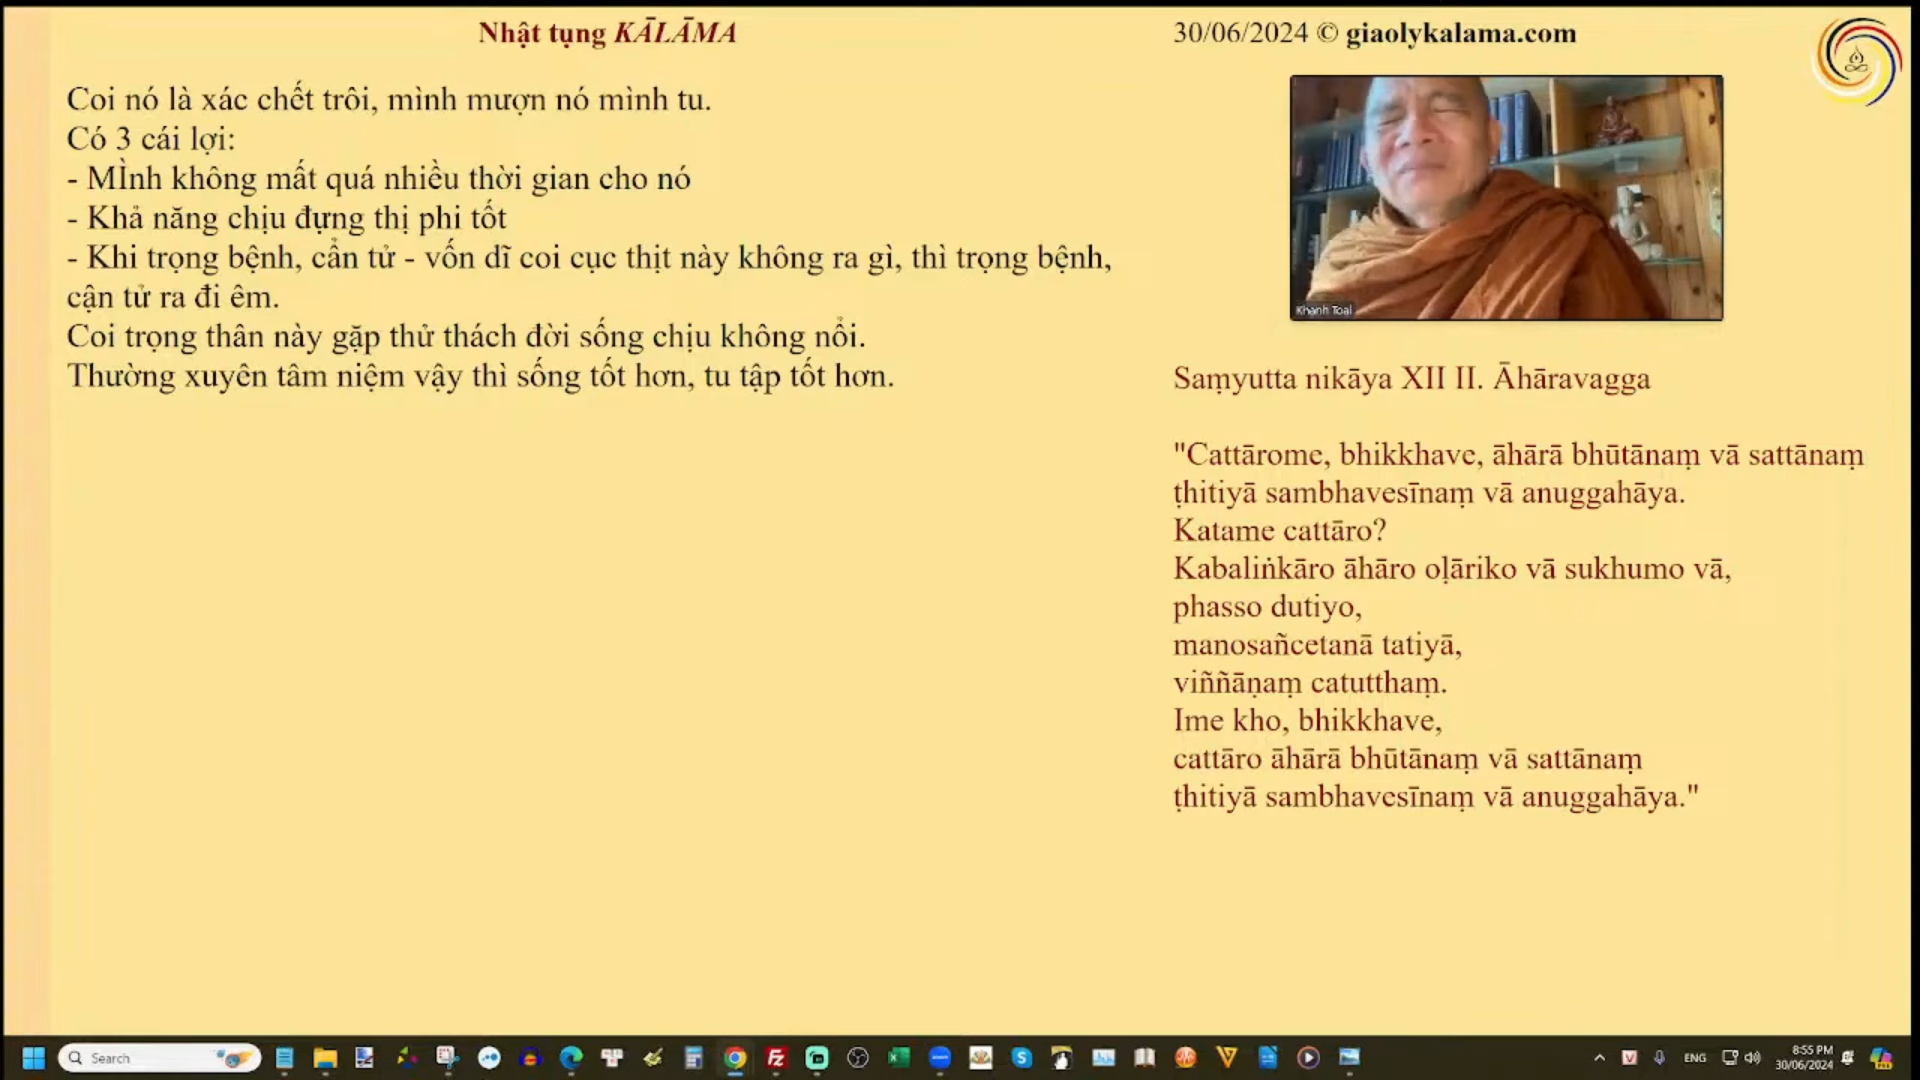 Nhật tụng KĀLĀMA
30/06/2024 © giaolykalama.com
Coi nó là xác chết trôi, mình mượn nó mình tu.
Có 3 cái lợi:
- MÌnh không mất quá nhiều thời gian cho nó
- Khả năng chịu đựng thị phi tốt
- Khi trọng bệnh, cẩn tử - vốn dĩ coi cục thịt này không ra gì, thì trọng bệnh,
cận tử ra đi êm.
Coi trọng thân này gặp thử thách đời sống chịu không nổi.
Thường xuyên tâm niệm vậy thì sống tốt hơn, tu tập tốt hơn.
Khanh Toai
Saṃyutta nikāya XII II. Āhāravagga
"Cattārome, bhikkhave, āhārā bhūtānaṃ vā sattānaṃ
ṭhitiyā sambhavesīnaṃ vā anuggahāya.
Katame cattāro?
Kabaliṅkāro āhāro oḷāriko vā sukhumo vā,
phasso dutiyo,
manosañcetanā tatiyā,
viññāṇaṃ catutthaṃ.
Ime kho, bhikkhave,
cattāro āhārā bhūtānaṃ vā sattānaṃ
ṭhitiyā sambhavesīnaṃ vā anuggahāya."
Search
ENG
8:55 PM
30/06/2024